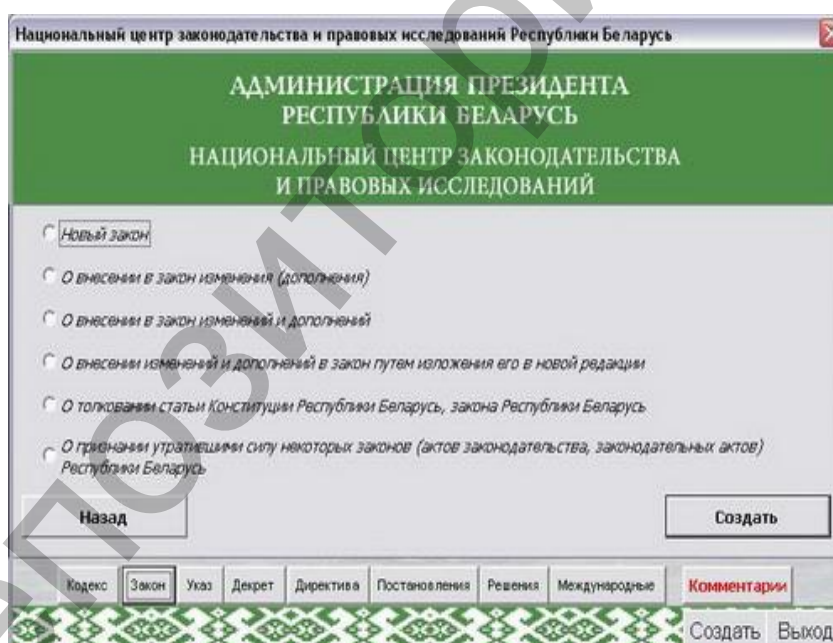 Национальный центр законодательства и правовых исследований Республики Беларусь
АДМИНИСТРАЦИЯ ПРЕЗИДЕНТА
РЕСПУБЛИКИ БЕЛАРУСЬ
НАЦИОНАЛЬНЫЙ ЦЕНТР ЗАКОНОДАТЕЛЬСТВА
И ПРАВОВЫХ ИССЛЕДОВАНИЙ
Новый закон
О внесении в закон изменения (дополнения)
О внесении в закон изменений и дополнений
О внесении изменений и дополнений в закон путем изложения его в новой редакции
О толковании статьи Конституции Республики Беларусь, закона Республики Беларусь
О признании утратившими силу некоторых законов (актов законодательства, законодательных актов)
Республики Беларусь
Назад Создать
Кодекс Закон Указ Декрет Директива Постановления Решения Международные Комментарии
Создать Выход